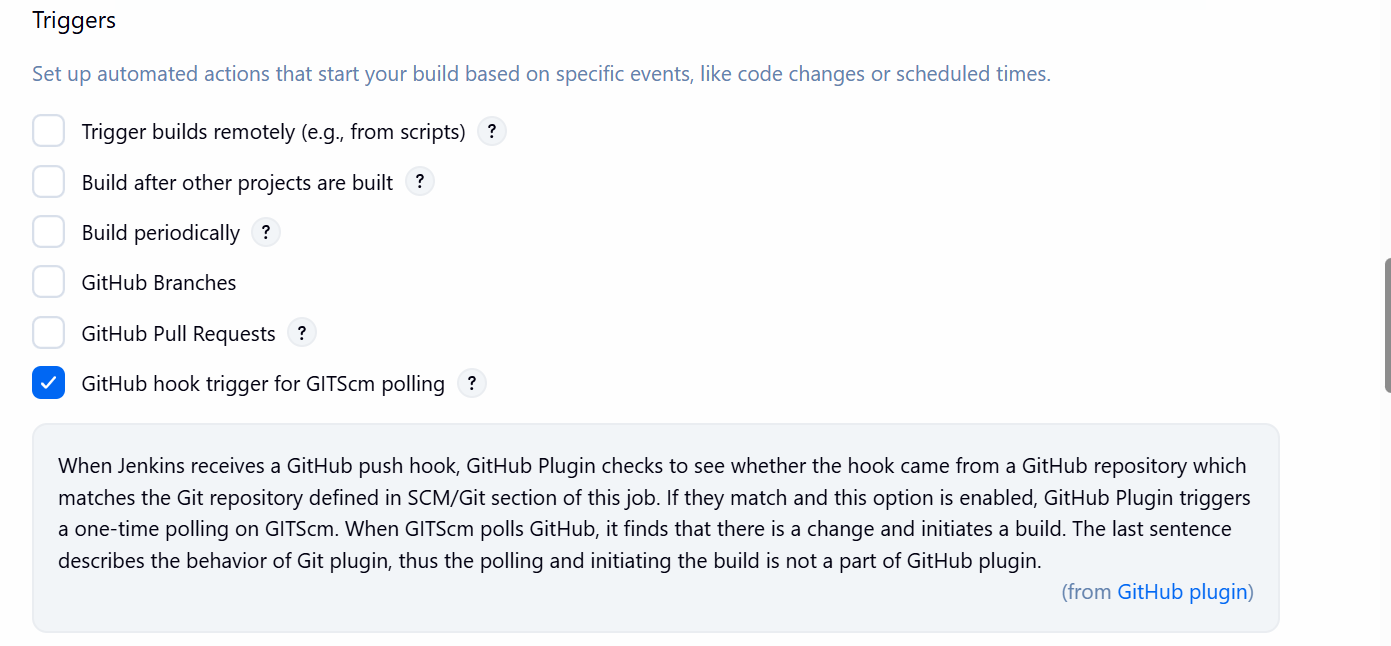 Triggers
Set up automated actions that start your build based on specific events, like code changes or scheduled times.
Trigger builds remotely (e.g., from scripts) ?
Build after other projects are built ?
Build periodically ?
GitHub Branches
GitHub Pull Requests ?
GitHub hook trigger for GITScm polling ?
When Jenkins receives a GitHub push hook, GitHub Plugin checks to see whether the hook came from a GitHub repository which
matches the Git repository defined in SCM/Git section of this job. If they match and this option is enabled, GitHub Plugin triggers
a one-time polling on GITScm. When GITScm polls GitHub, it finds that there is a change and initiates a build. The last sentence
describes the behavior of Git plugin, thus the polling and initiating the build is not a part of GitHub plugin.
(from GitHub plugin)